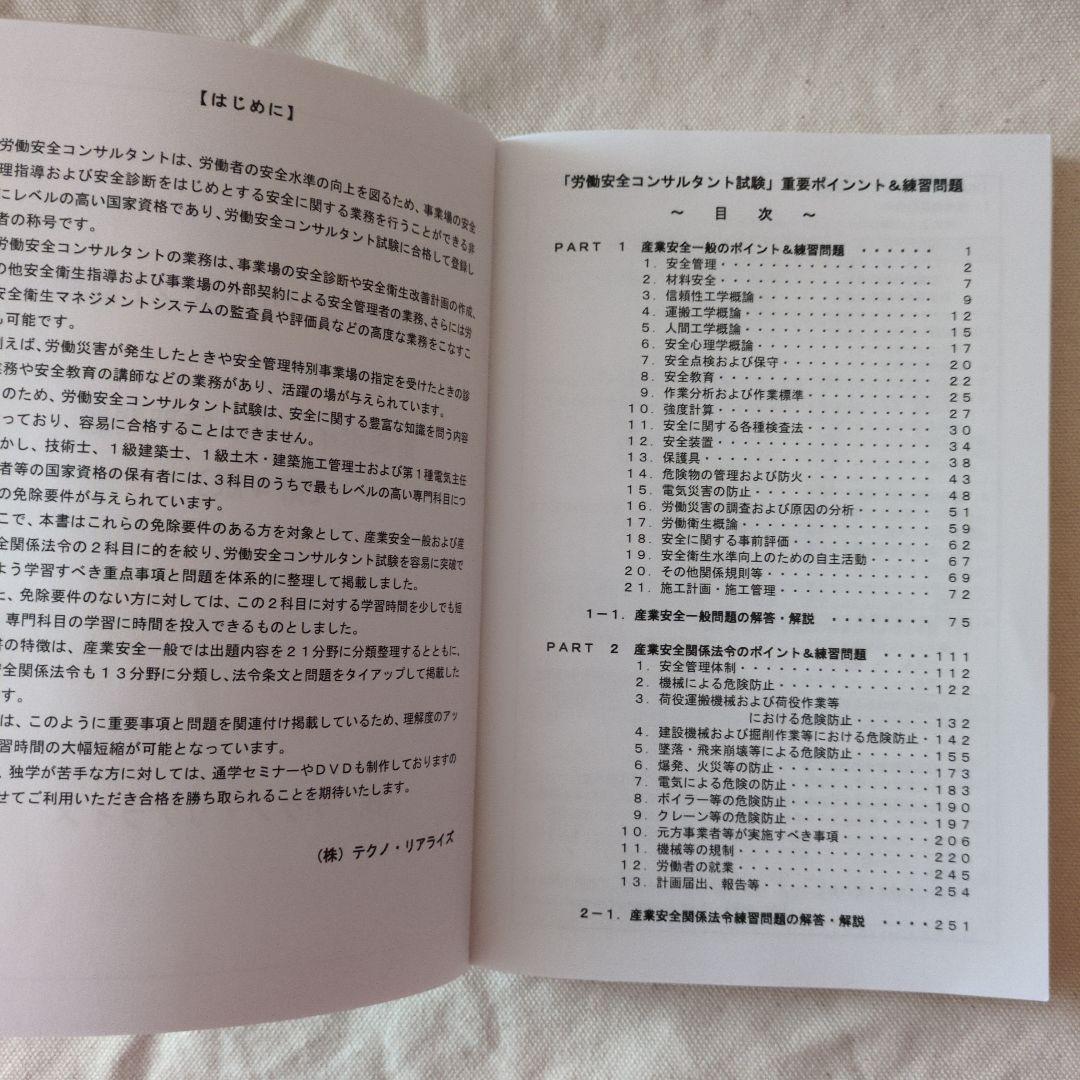 【はじめに】
労働安全コンサルタントは、労働者の安全水準の向上を図るため、事業場の安全
理指導および安全診断をはじめとする安全に関する業務を行うことができる非
にレベルの高い国家資格であり、労働安全コンサルタント試験に合格して登録し
者の称号です。
労働安全コンサルタントの業務は、事業場の安全診断や安全衛生改善計画の作成、
の他安全衛生指導および事業場の外部契約による安全管理者の業務、さらには労
安全衛生マネジメントシステムの監査員や評価員などの高度な業務をこなすこ
も可能です。
例えば、労働災害が発生したときや安全管理特別事業場の指定を受けたときの診
業務や安全教育の講師などの業務があり、活躍の場が与えられています。
のため、労働安全コンサルタント試験は、安全に関する豊富な知識を問う内容
っており、容易に合格することはできません。
かし、技術士、１級建築士、１級土木・建築施工管理士および第１種電気主任
者等の国家資格の保有者には、３科目のうちで最もレベルの高い専門科目につ
の免除要件が与えられています。
こで、本書はこれらの免除要件のある方を対象として、産業安全一般および産
全関係法令の２科目に的を絞り、労働安全コンサルタント試験を容易に突破で
よう学習すべき重点事項と問題を体系的に整理して掲載しました。
た、免除要件のない方に対しては、この２科目に対する学習時間を少しでも短
、専門科目の学習に時間を投入できるものとしました。
書の特徴は、産業安全一般では出題内容を２１分野に分類整理するとともに、
安全関係法令も１３分野に分類し、法令条文と問題をタイアップして掲載した
す。
は、このように重要事項と問題を関連付け掲載しているため、理解度のアッ
習時間の大幅短縮が可能となっています。
、独学が苦手な方に対しては、通学セミナーやＤＶＤも制作しておりますの
せてご利用いただき合格を勝ち取られることを期待いたします。
（株）テクノ・リアライズ
「労働安全コンサルタント試験」重要ポインント＆練習問題
～　目　次　～
ＰＡＲＴ　１　産業安全一般のポイント＆練習問題　・・・・・・・　１
１．安全管理・・・・・・・・・・・・・・・・・・　２
２．材料安全・・・・・・・・・・・・・・・・・・　７
３．信頼性工学概論・・・・・・・・・・・・・・・　９
４．運搬工学概論・・・・・・・・・・・・・・・・　１２
５．人間工学概論・・・・・・・・・・・・・・・・　１５
６．安全心理学概論・・・・・・・・・・・・・・・　１７
７．安全点検および保守・・・・・・・・・・・・・　２０
８．安全教育・・・・・・・・・・・・・・・・・・　２２
９．作業分析および作業標準・・・・・・・・・・・　２５
１０．強度計算・・・・・・・・・・・・・・・・・・　２７
１１．安全に関する各種検査法・・・・・・・・・・・　３０
１２．安全装置・・・・・・・・・・・・・・・・・・　３４
１３．保護具・・・・・・・・・・・・・・・・・・・　３８
１４．危険物の管理および防火・・・・・・・・・・・　４３
１５．電気災害の防止・・・・・・・・・・・・・・・　４８
１６．労働災害の調査および原因の分析・・・・・・・　５１
１７．労働衛生概論・・・・・・・・・・・・・・・・　５９
１８．安全に関する事前評価・・・・・・・・・・・・　６２
１９．安全衛生水準向上のための自主活動・・・・・・　６７
２０．その他関係規則等・・・・・・・・・・・・・・　６９
２１．施工計画・施工管理・・・・・・・・・・・・・　７２
１－１．産業安全一般問題の解答・解説　・・・・・・・・　７５
ＰＡＲＴ　２　産業安全関係法令のポイント＆練習問題　・・・・・１１１
１．安全管理体制・・・・・・・・・・・・・・・・１１２
２．機械による危険防止・・・・・・・・・・・・・１２２
３．荷役運搬機械および荷役作業等
における危険防止・・・・・・・１３２
４．建設機械および掘削作業等における危険防止・・１４２
５．墜落・飛来崩壊等による危険防止・・・・・・・１５５
６．爆発、火災等の防止・・・・・・・・・・・・・１７３
７．電気による危険の防止・・・・・・・・・・・・１８３
８．ボイラー等の危険防止・・・・・・・・・・・・１９０
９．クレーン等の危険防止・・・・・・・・・・・・１９７
１０．元方事業者等が実施すべき事項・・・・・・・・２０６
１１．機械等の規制・・・・・・・・・・・・・・・・２２０
１２．労働者の就業・・・・・・・・・・・・・・・・２４５
１３．計画届出、報告等・・・・・・・・・・・・・・２５４
２－１．産業安全関係法令練習問題の解答・解説　・・・・２５１